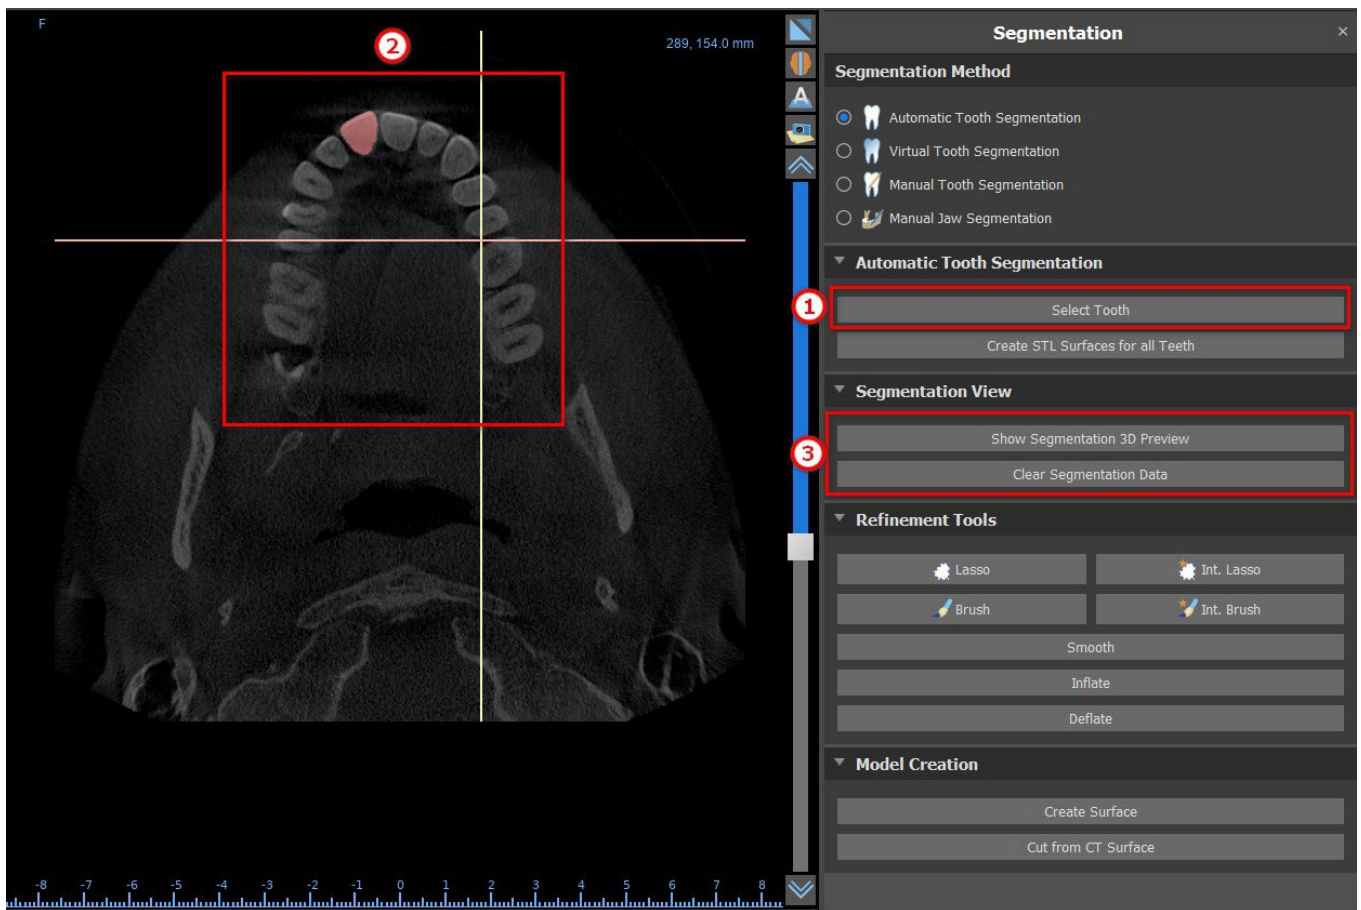 F
2
289, 154.0 mm
A
Segmentation
Segmentation Method
Automatic Tooth Segmentation
Virtual Tooth Segmentation
Manual Tooth Segmentation
Manual Jaw Segmentation
Automatic Tooth Segmentation
1
Select Tooth
Create STL Surfaces for all Teeth
Segmentation View
3
Show Segmentation 3D Preview
Clear Segmentation Data
Refinement Tools
Lasso
Int. Lasso
Brush
Int. Brush
Smooth
Inflate
Deflate
Model Creation
Create Surface
Cut from CT Surface
-8 -7 -6 -5 -4 -3 -2 -1 0 1 2 3 4 5 6 7 8